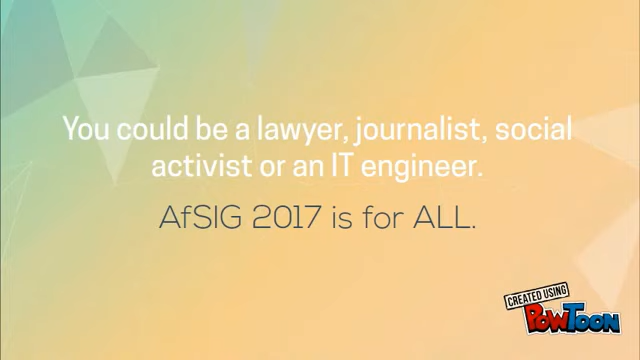 You could be a lawyer, journalist, social
activist or an IT engineer.
AfSIG 2017 is for ALL.
CREATED USING
POWTOON